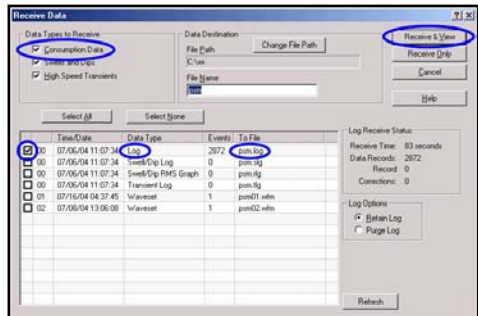 Receive Data
Data Types to Receive
Consumption Data
Swells and Dips
High Speed Transients
Select All
Select None
Data Destination
File Path
Change File Path
C:\
File Name
Receive & View
Receive Only
Cancel
Help
Time/Date Data Type Events To File
00 07/06/04 11:07:34 Log 2872 psm.log
00 07/06/04 11:07:34 Swell/Dip Log 0 psm.slg
00 07/06/04 11:07:34 Swell/Dip RMS Graph 0 psm.rlg
00 07/06/04 11:07:34 Transient Log 0 psm.tlg
01 07/16/04 04:37:45 Waveset 1 psm01.wfm
02 07/08/04 13:06:08 Waveset 1 psm02.wfm
Log Receive Status
Receive Time: 83 seconds
Data Records: 2872
Record 0
Corrections: 0
Log Options
Retain Log
Purge Log
Refresh